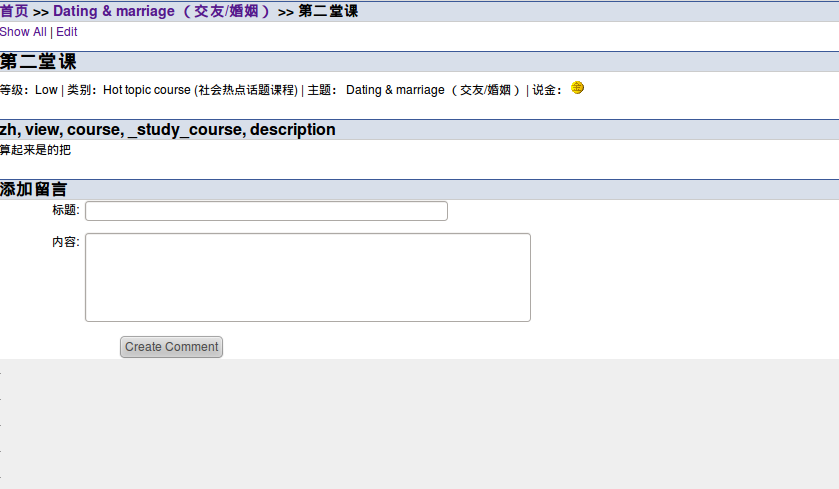 首页 >> Dating & marriage （交友/婚姻） >> 第二堂课
Show All | Edit
第二堂课
等级：Low | 类别：Hot topic course (社会热点话题课程) | 主题： Dating & marriage （交友/婚姻） | 说金：
zh, view, course, _study_course, description
算起来是的把
添加留言
标题:
内容:
Create Comment